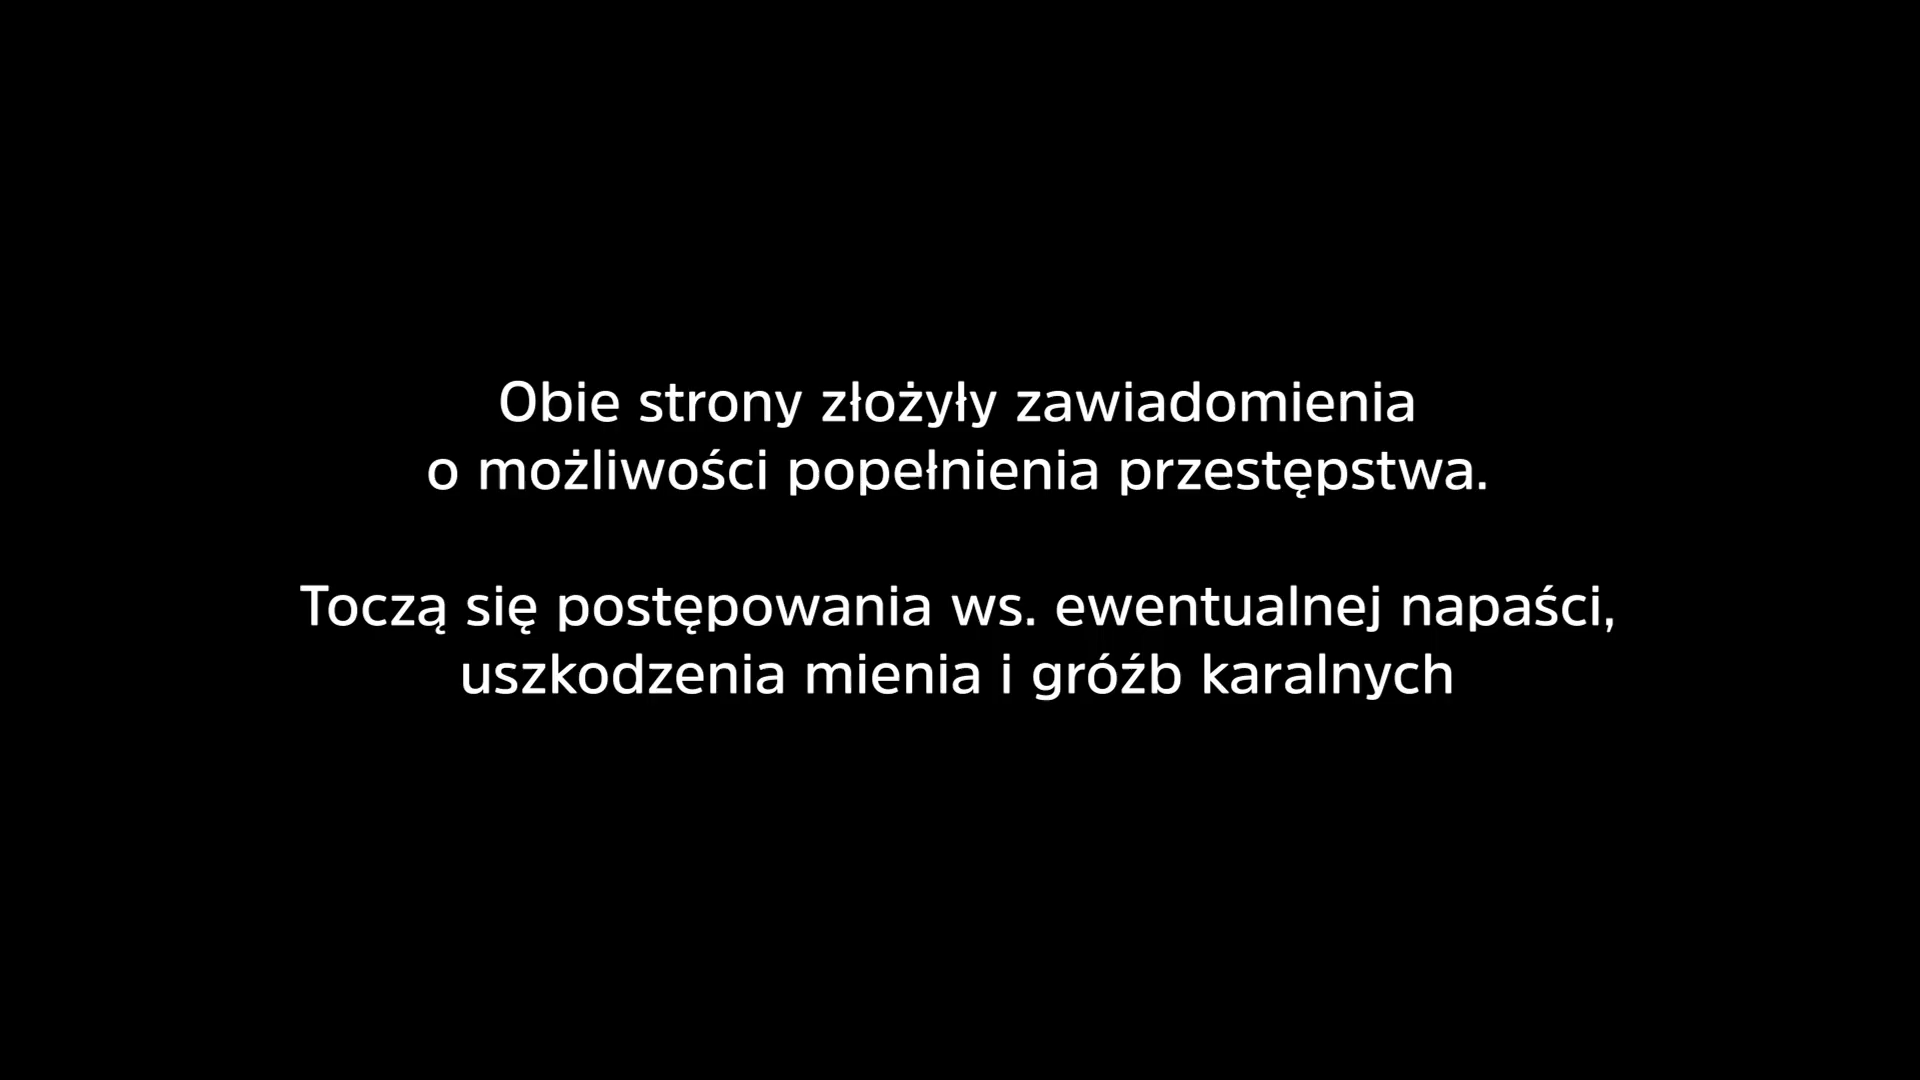 Obie strony złożyły zawiadomienia
o możliwości popełnienia przestępstwa.
Toczą się postępowania ws. ewentualnej napaści,
uszkodzenia mienia i gróźb karalnych